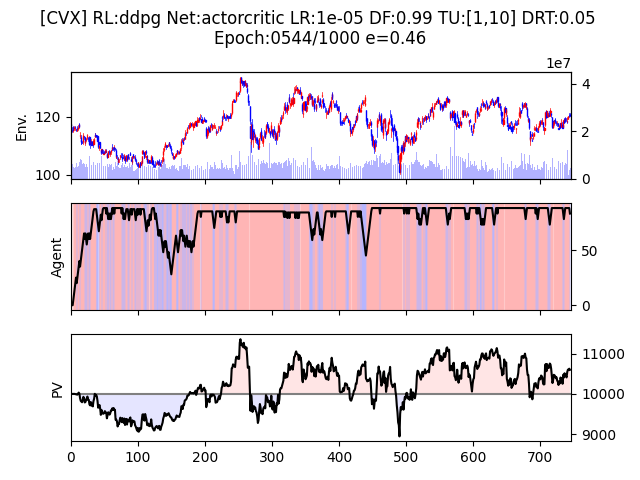 [CVX] RL:ddpg Net:actorcritic LR:1e-05 DF:0.99 TU:[1,10] DRT:0.05
Epoch:0544/1000 e=0.46
1e7
Env.
120
100
4
2
0
Agent
50
0
PV
11000
10000
9000
0 100 200 300 400 500 600 700